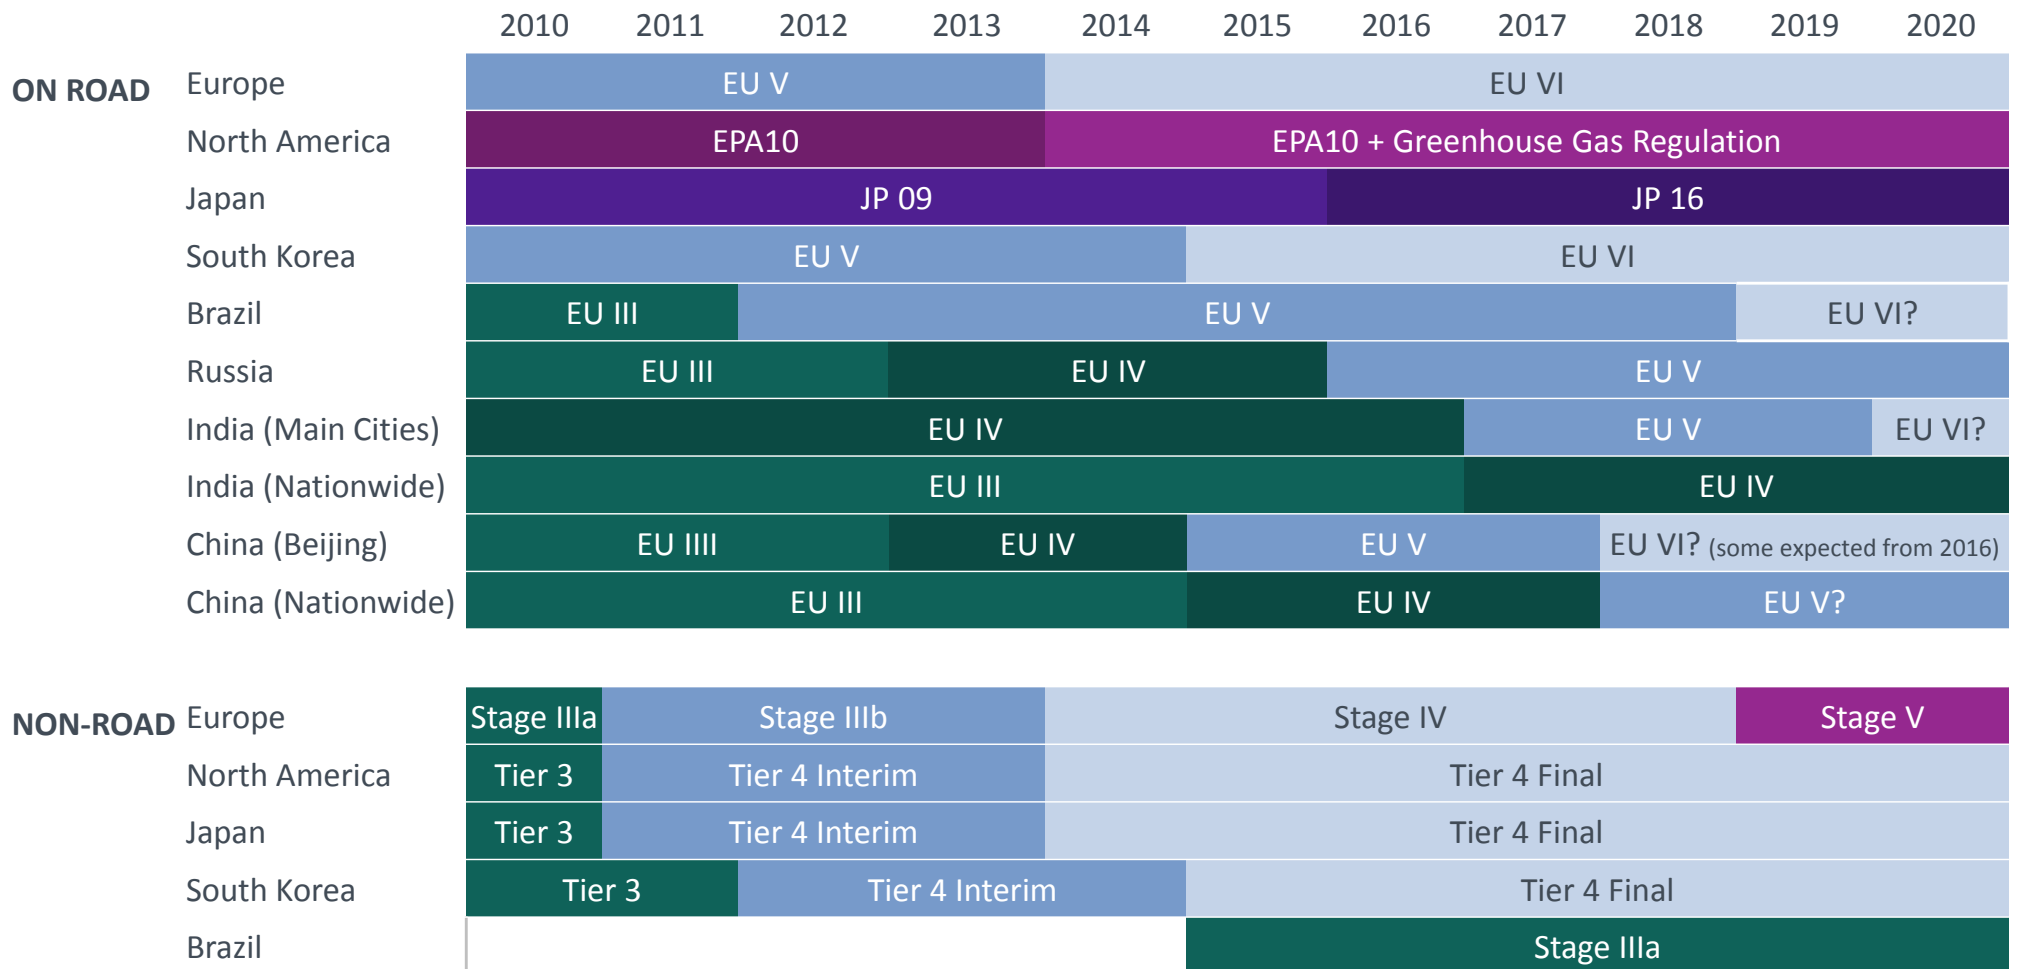 2010 2011 2012 2013 2014 2015 2016 2017 2018 2019 2020
ON ROAD Europe EU V EU VI
North America EPA10 EPA10 + Greenhouse Gas Regulation
Japan JP 09 JP 16
South Korea EU V EU VI
Brazil EU III EU V EU VI?
Russia EU III EU IV EU V
India (Main Cities) EU IV EU V EU VI?
India (Nationwide) EU III EU IV
China (Beijing) EU IIII EU IV EU V EU VI? (some expected from 2016)
China (Nationwide) EU III EU IV EU V?
NON-ROAD Europe Stage IIIa Stage IIIb Stage IV Stage V
North America Tier 3 Tier 4 Interim Tier 4 Final
Japan Tier 3 Tier 4 Interim Tier 4 Final
South Korea Tier 3 Tier 4 Interim Tier 4 Final
Brazil Stage IIIa